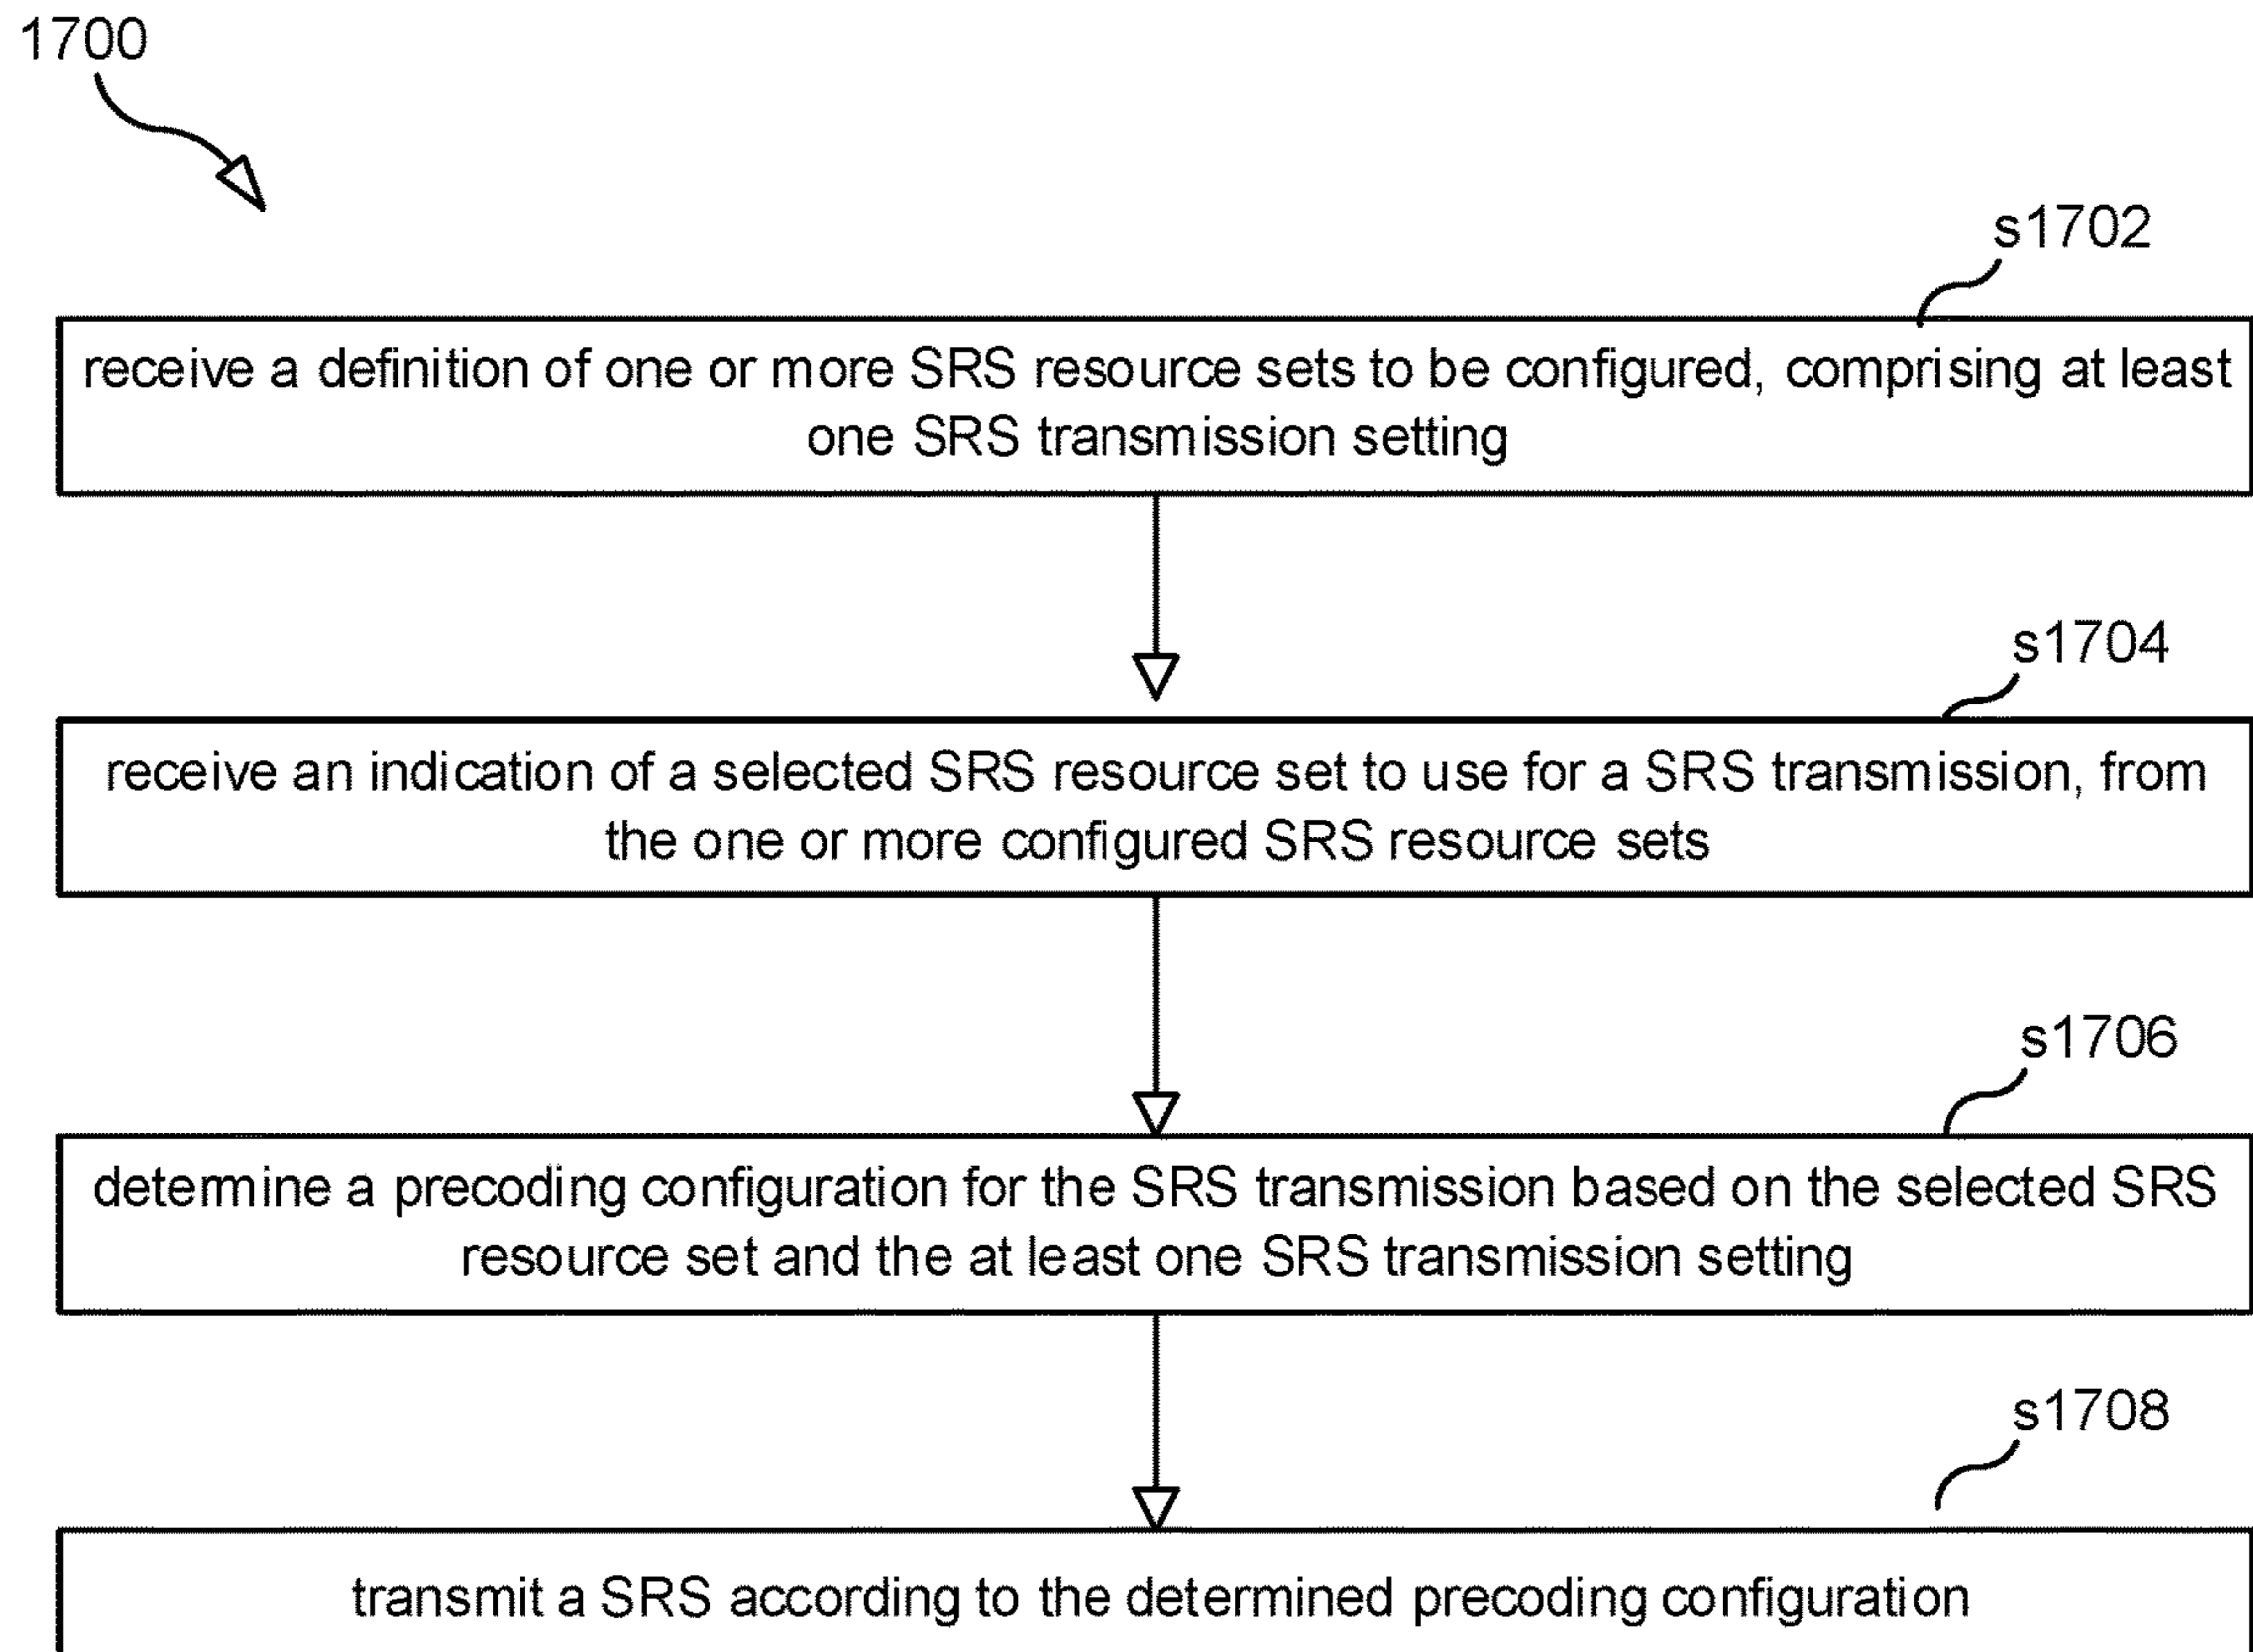 1700
s1702
receive a definition of one or more SRS resource sets to be configured, comprising at least
one SRS transmission setting
s1704
receive an indication of a selected SRS resource set to use for a SRS transmission, from
the one or more configured SRS resource sets
s1706
determine a precoding configuration for the SRS transmission based on the selected SRS
resource set and the at least one SRS transmission setting
s1708
transmit a SRS according to the determined precoding configuration